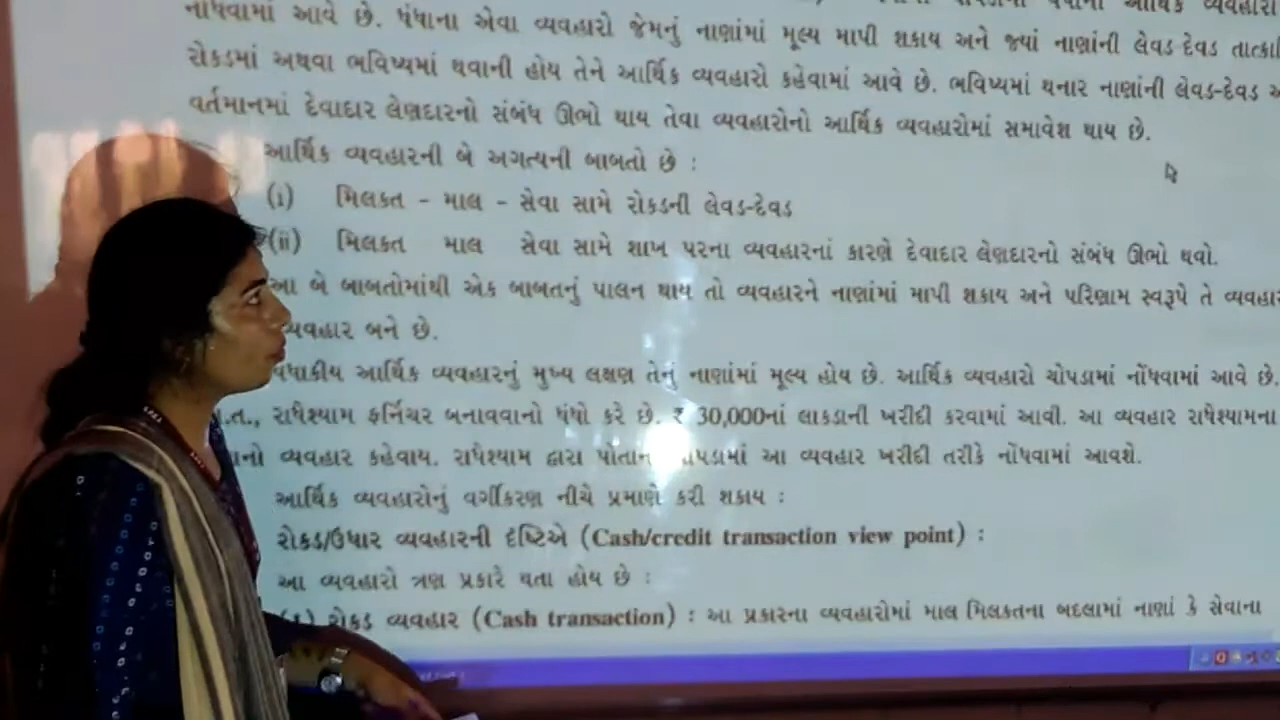 નોંધવામાં આવે છે. ધંધાના એવા વ્યવહારો જેમનું નાણાંમાં મૂલ્ય માપી શકાય અને જ્યાં નાણાંની લેવડ-દેવડ
રોકડમાં અથવા ભવિષ્યમાં થવાની હોય તેને આર્થિક વ્યવહારો કહેવામાં આવે છે. ભવિષ્યમાં થનાર નાણાંની લેવડ-દેવડ
વર્તમાનમાં દેવાદાર લેણદારનો સંબંધ ઊભો થાય તેવા વ્યવહારોનો આર્થિક વ્યવહારોમાં સમાવેશ થાય છે.
આર્થિક વ્યવહારની બે અગત્યની બાબતો છે :
(i) મિલકત - માલ - સેવા સામે રોકડની લેવડ-દેવડ
(ii) મિલકત માલ સેવા સામે શાખ પરના વ્યવહારનાં કારણે દેવાદાર લેણદારનો સંબંધ ઊભો થવો.
આ બે બાબતોમાંથી એક બાબતનું પાલન થાય તો વ્યવહારને નાણાંમાં માપી શકાય અને પરિણામ સ્વરૂપે તે
વ્યવહાર બને છે.
આર્થિક વ્યવહારનું મુખ્ય લક્ષણ તેનું નાણાંમાં મૂલ્ય હોય છે. આર્થિક વ્યવહારો ચોપડામાં નોંધવામાં આવે છે.
રાધેશ્યામ ફર્નિચર બનાવવાનો ધંધો કરે છે. ₹ 30,000નાં લાકડાની ખરીદી કરવામાં આવી. આ વ્યવહાર રાધેશ્યામના
વ્યવહાર કહેવાય. રાધેશ્યામ દ્વારા આ વ્યવહાર ખરીદી તરીકે નોંધવામાં આવશે.
આર્થિક વ્યવહારોનું વર્ગીકરણ નીચે પ્રમાણે કરી શકાય :
રોકડ/ઉધાર વ્યવહારની દૃષ્ટિએ (Cash/credit transaction view point) :
આ વ્યવહારો ત્રણ પ્રકારે થતા હોય છે :
રોકડ વ્યવહાર (Cash transaction) : આ પ્રકારના વ્યવહારોમાં માલ મિલકતના બદલામાં નાણાં કે સેવાના